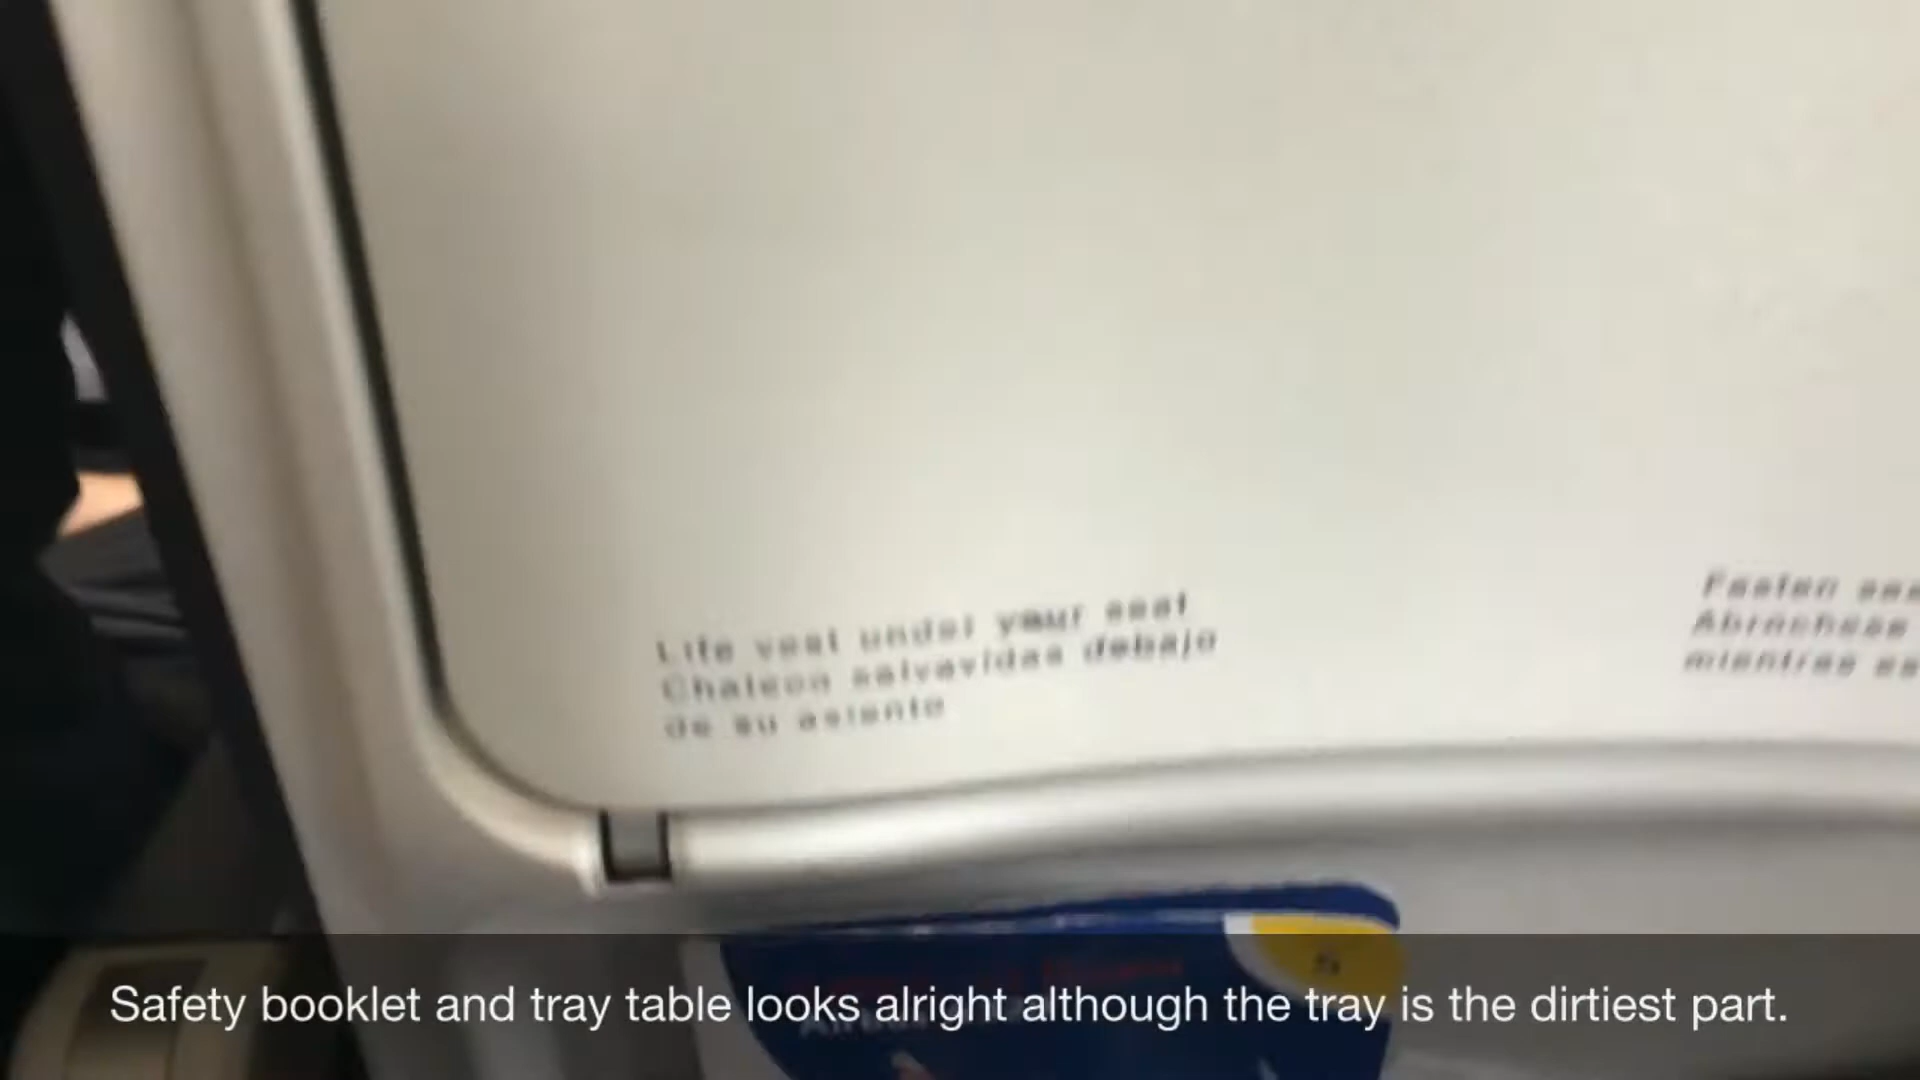 Life vest under your seat
Chaleco salvavidas debajo
de su asiento
Fasten
Abróchese
mientras
5
Safety booklet and tray table looks alright although the tray is the dirtiest part.